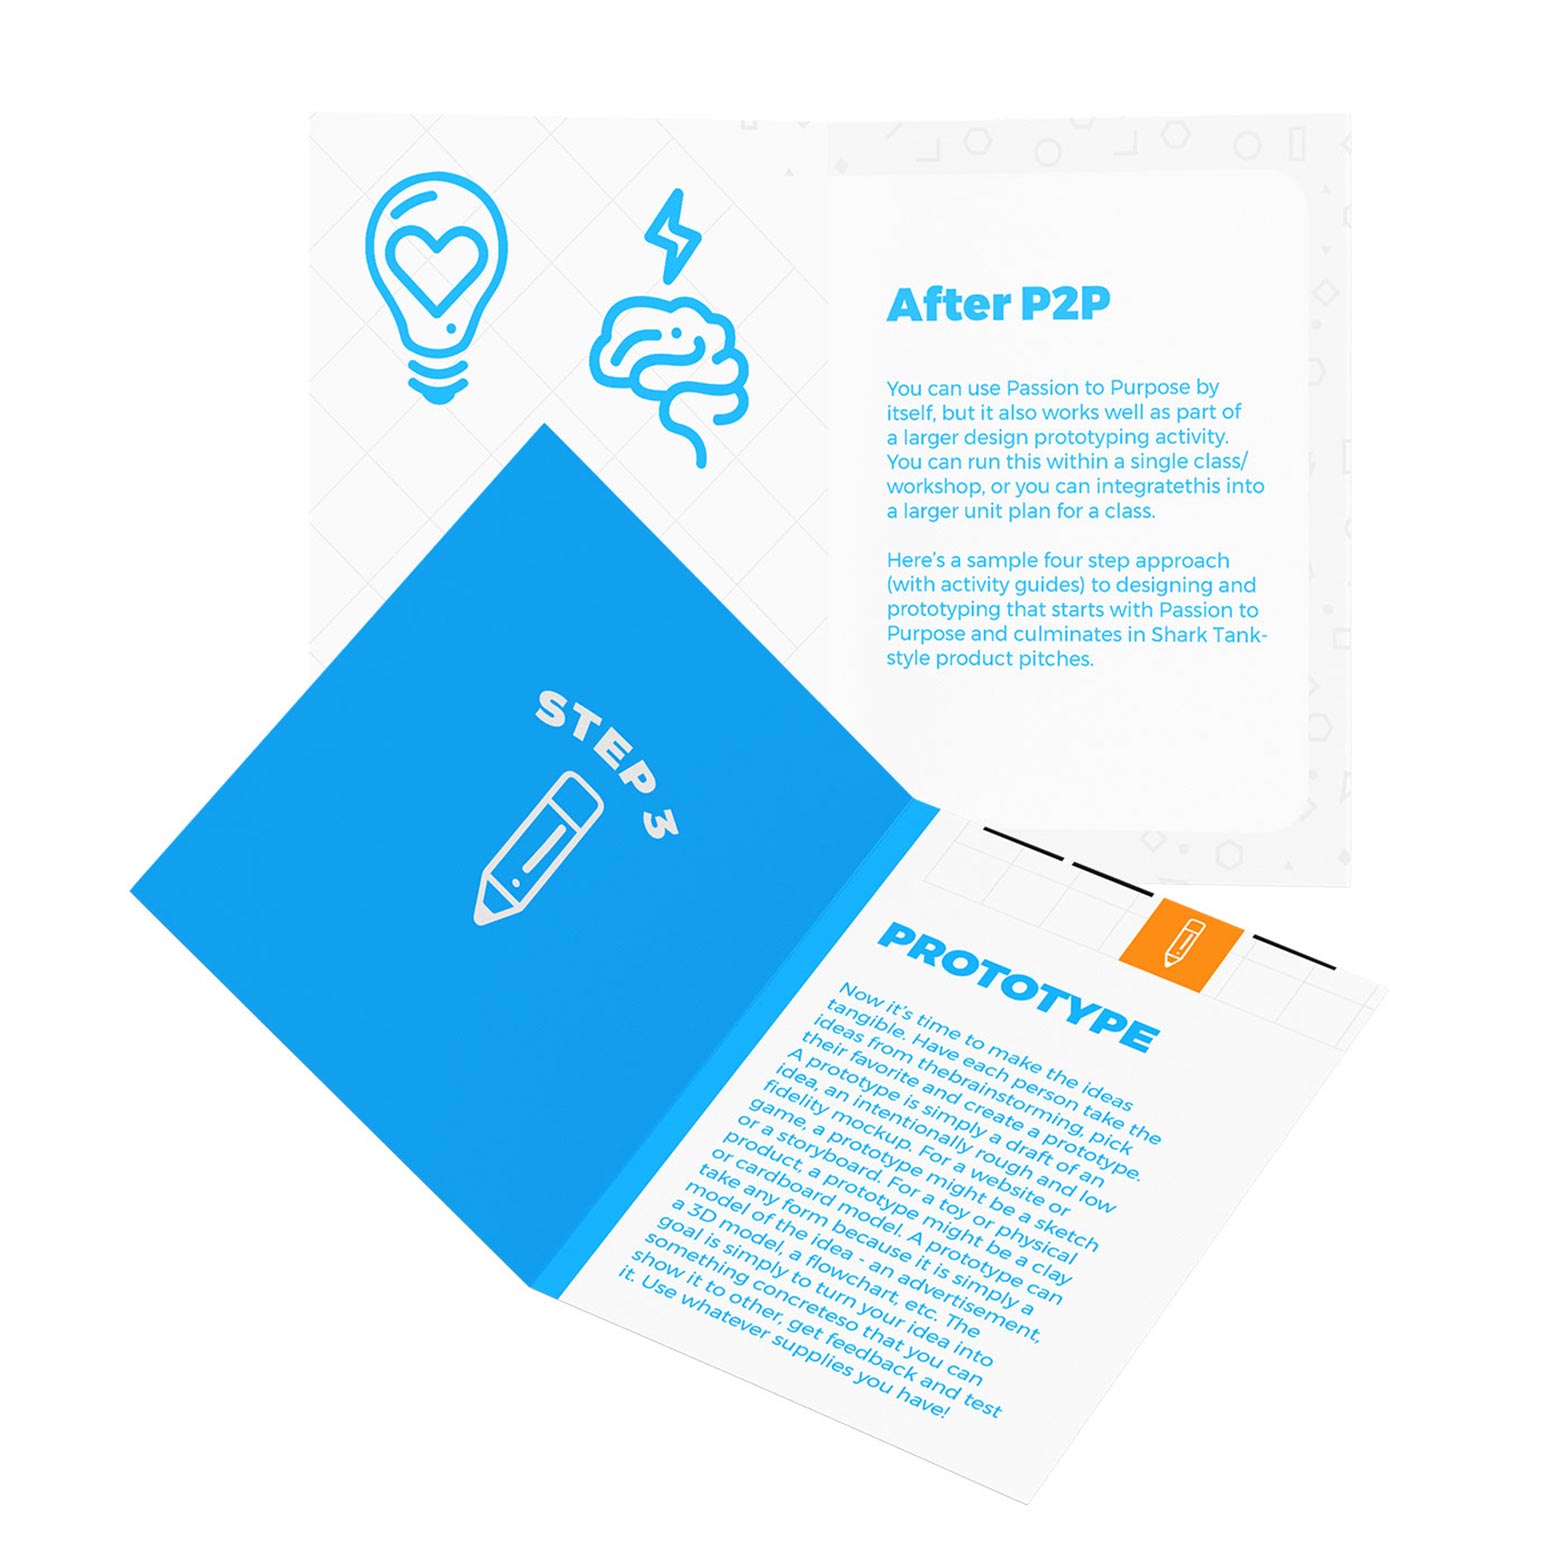 After P2P
You can use Passion to Purpose by
itself, but it also works well as part of
a larger design prototyping activity.
You can run this within a single class/
workshop, or you can integratethis into
a larger unit plan for a class.
Here's a sample four step approach
(with activity guides) to designing and
prototyping that starts with Passion to
Purpose and culminates in Shark Tank-
style product pitches.
STEP 3
PROTOTYPE
Now it's time to make the ideas
tangible. Have each person take the
ideas from thebrainstorming, pick
their favorite and create a prototype.
A prototype is simply a draft of an
idea, an intentionally rough and low
fidelity mockup. For a website or
game, a prototype might be a sketch
or a storyboard. For a toy or physical
product, a prototype might be a clay
or cardboard model. A prototype can
take any form because it is simply a
model of the idea - an advertisement,
a 3D model, a flowchart, etc. The
goal is simply to turn your idea into
something concreteso that you can
show it to other, get feedback and test
it. Use whatever supplies you have!